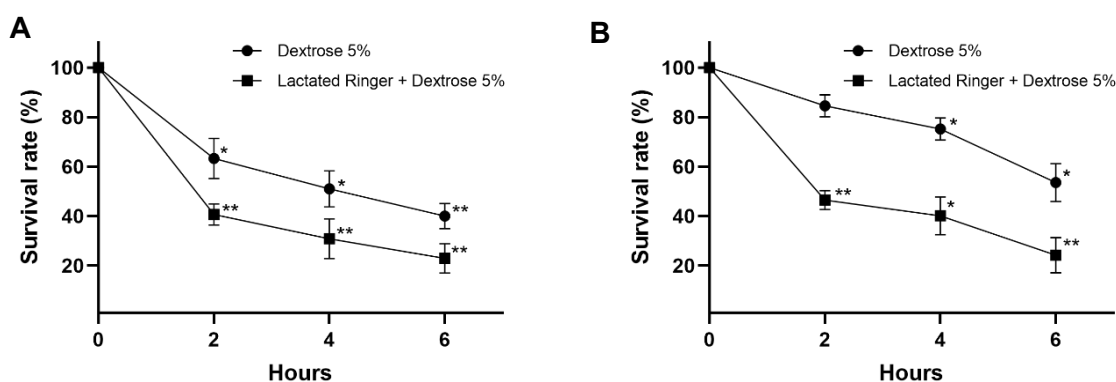 A
Dextrose 5%
Lactated Ringer + Dextrose 5%
Survival rate (%)
100
80
60
40
20
*
*
**
**
**
**
0
2
4
6
Hours
B
Dextrose 5%
Lactated Ringer + Dextrose 5%
Survival rate (%)
100
80
60
40
20
*
*
**
*
**
0
2
4
6
Hours